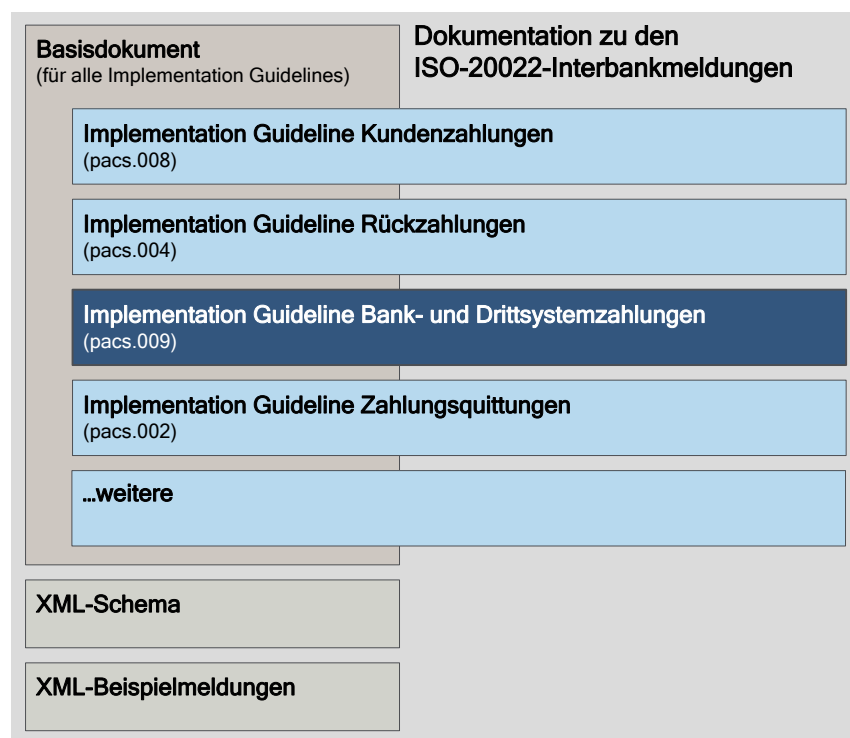 Basisdokument
(für alle Implementation Guidelines)
Dokumentation zu den
ISO-20022-Interbankmeldungen
Implementation Guideline Kundenzahlungen
(pacs.008)
Implementation Guideline Rückzahlungen
(pacs.004)
Implementation Guideline Bank- und Drittsystemzahlungen
(pacs.009)
Implementation Guideline Zahlungsquittungen
(pacs.002)
...weitere
XML-Schema
XML-Beispielmeldungen